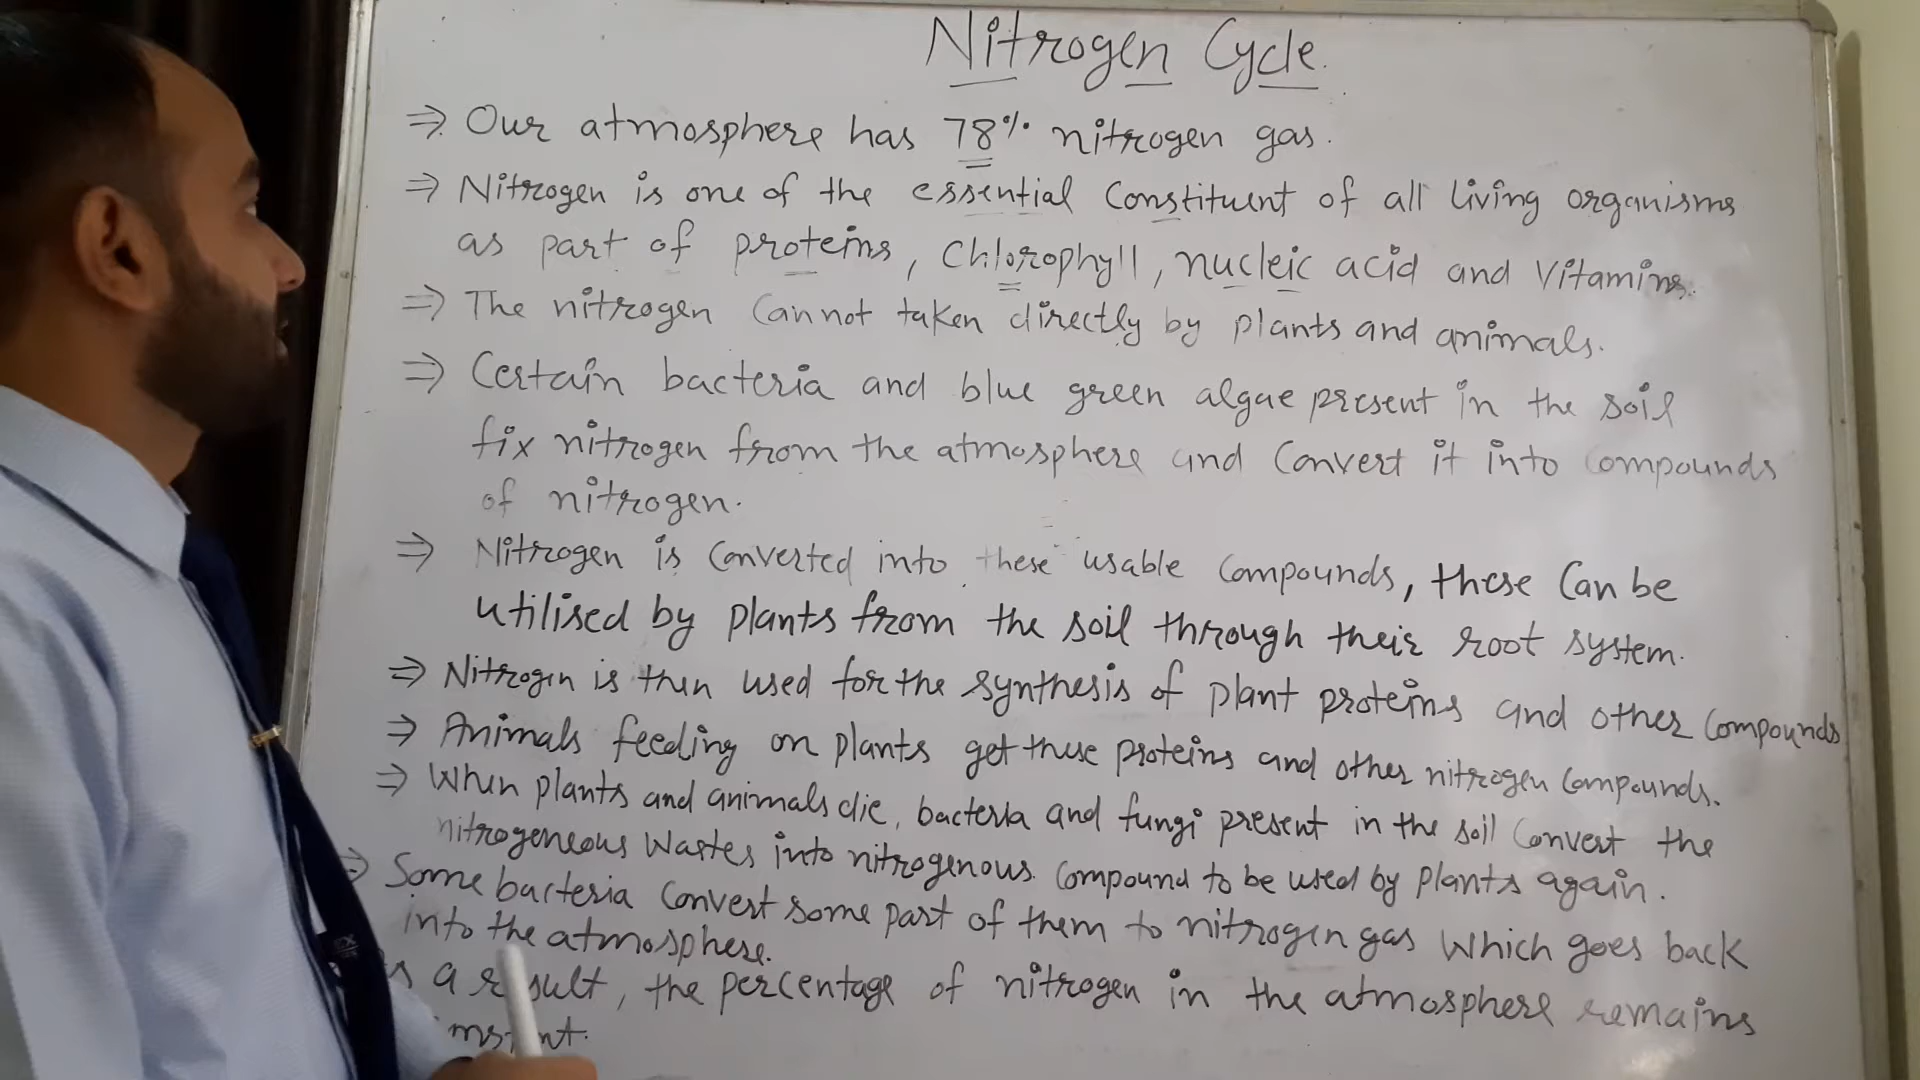 Nitrogen Cycle.
⇒ Our atmosphere has 78% nitrogen gas.
⇒ Nitrogen is one of the essential Constituent of all living organisms
as part of proteins, Chlorophyll, nucleic acid and Vitamins.
⇒ The nitrogen Cannot taken directly by plants and animals.
⇒ Certain bacteria and blue green algae present in the soil
fix nitrogen from the atmosphere and Convert it into compounds
of nitrogen.
⇒ Nitrogen is Converted into these usable Compounds, these Can be
utilised by plants from the soil through their root system.
⇒ Nitrogen is then used for the synthesis of plant proteins and other Compounds
⇒ Animals feeding on plants get these proteins and other nitrogen Compounds.
⇒ When plants and animals die, bacteria and fungi present in the soil Convert the
nitrogeneous Wastes into nitrogenous Compound to be used by plants again.
⇒ Some bacteria Convert some part of them to nitrogen gas which goes back
into the atmosphere.
a result, the percentage of nitrogen in the atmosphere remains